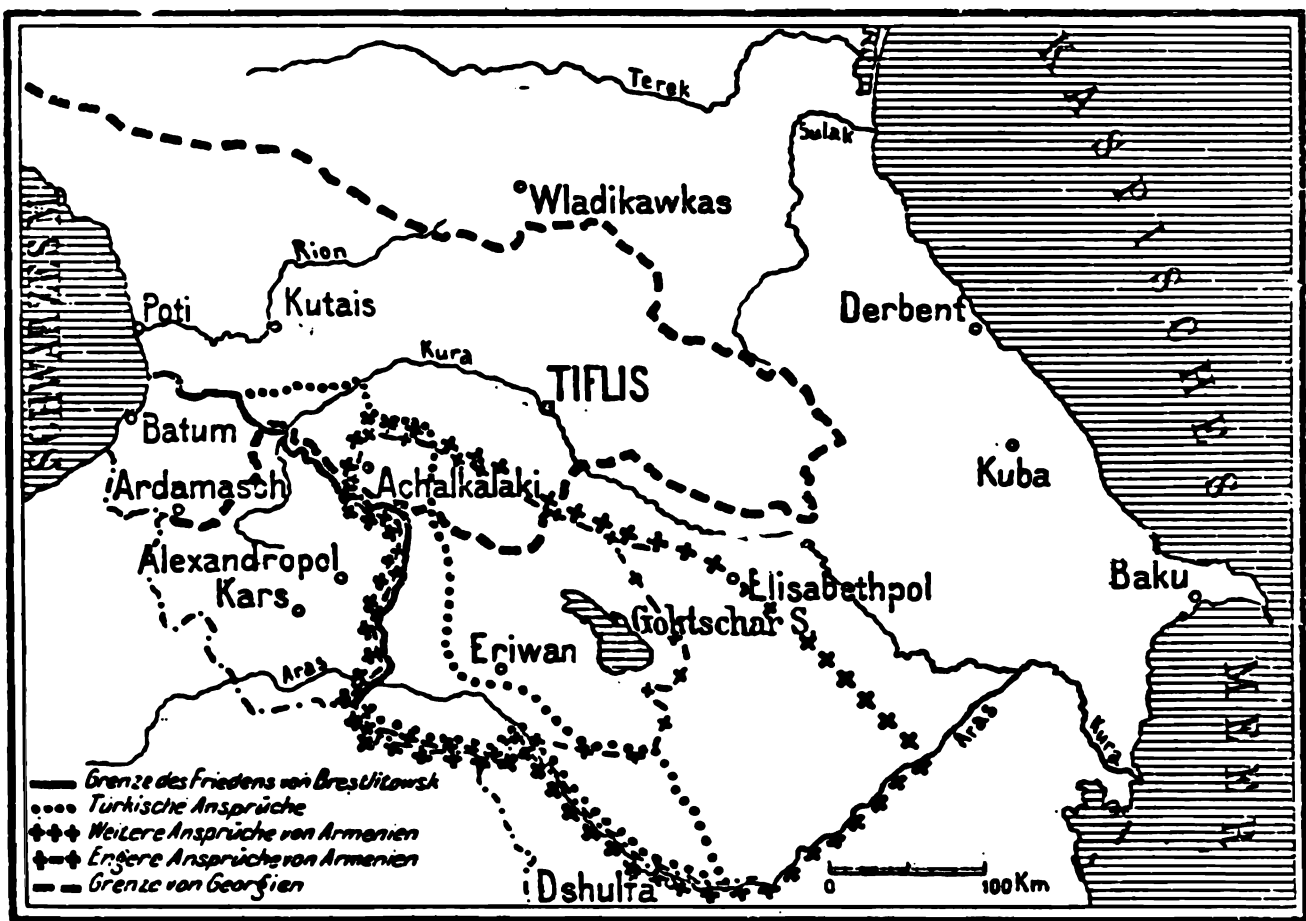 KASPISCHES MEER
Terek
Sulak
Wladikawkas
Rion
Kutais
Poti
Derbent
Kura
TIFLIS
Batum
Kuba
Ardamasch
Achalkalaki
Alexandropol
Kars
Elisabethpol
Baku
Goktschar S.
Eriwan
Aras
Aras
Kura
Grenze des Friedens von Brestlitowsk
Türkische Ansprüche
Weitere Ansprüche von Armenien
Engere Ansprüche von Armenien
Grenze von Georgien
Dshulfa
0 100 Km